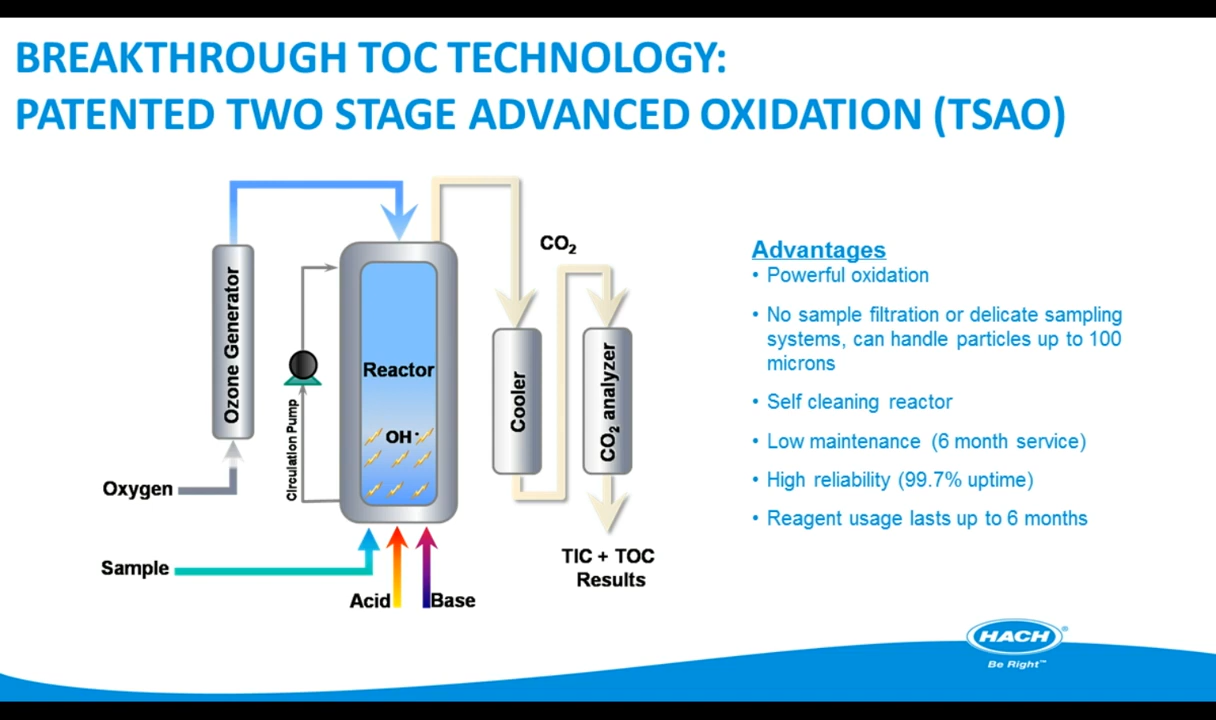 BREAKTHROUGH TOC TECHNOLOGY:
PATENTED TWO STAGE ADVANCED OXIDATION (TSAO)
CO₂
Ozone Generator
Circulation Pump
Reactor
OH·
Cooler
CO₂ analyzer
Oxygen
Sample
Acid
Base
TIC + TOC
Results
Advantages
• Powerful oxidation
• No sample filtration or delicate sampling
systems, can handle particles up to 100
microns
• Self cleaning reactor
• Low maintenance (6 month service)
• High reliability (99.7% uptime)
• Reagent usage lasts up to 6 months
HACH®
Be Right™